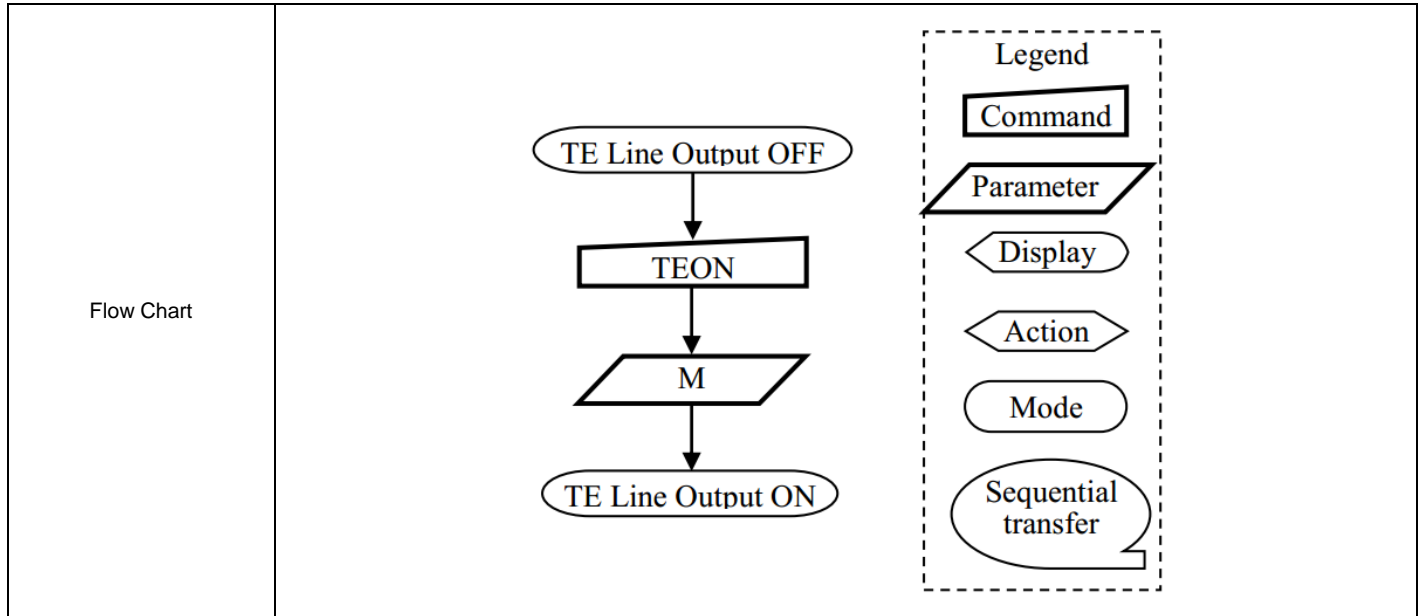 Flow Chart
TE Line Output OFF
TEON
M
TE Line Output ON
Legend
Command
Parameter
Display
Action
Mode
Sequential
transfer